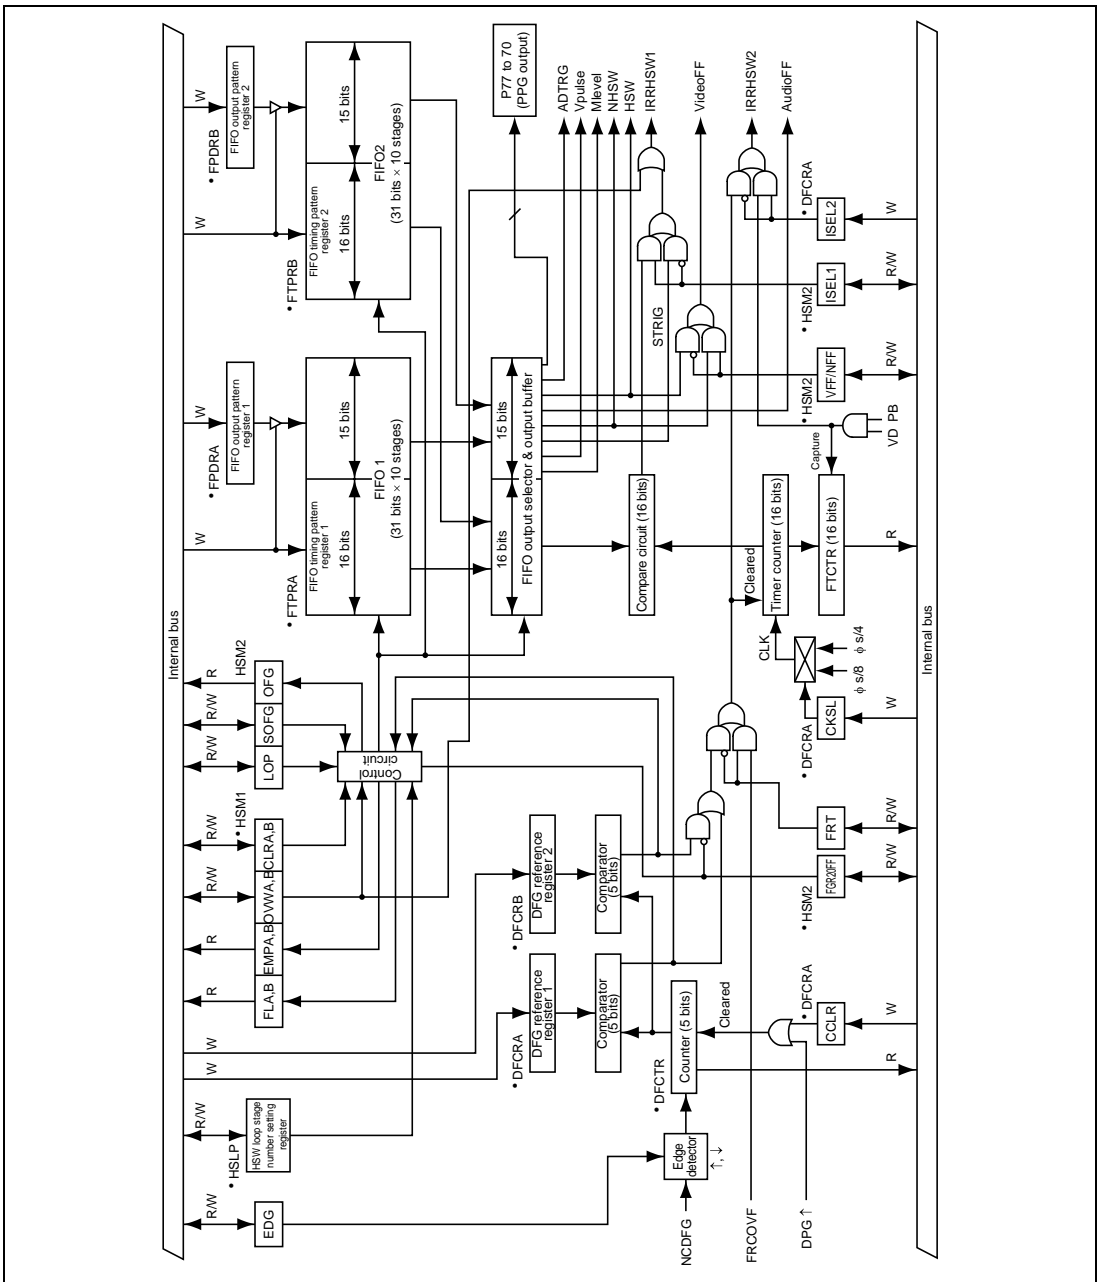 Internal bus
W
• FPDRB
FIFO output pattern
register 2
W
• FTPRB
FIFO timing pattern
register 2
16 bits
15 bits
FIFO2
(31 bits × 10 stages)
W
• FPDRA
FIFO output pattern
register 1
W
• FTPRA
FIFO timing pattern
register 1
16 bits
15 bits
FIFO 1
(31 bits × 10 stages)
P77 to 70
(PPG output)
ADTRG
Vpulse
Mlevel
NHSW
HSW
IRRHSW1
VideoFF
IRRHSW2
AudioFF
16 bits
15 bits
FIFO output selector & output buffer
STRIG
Compare circuit (16 bits)
Cleared
Timer counter (16 bits)
CLK
FTCTR (16 bits)
Capture
VD
PB
R
φ s/4
φ s/8
• DFCRA
CKSL
W
• HSM2
VFF/NFF
R/W
• HSM2
ISEL1
R/W
• DFCRA
ISEL2
W
HSM2
R
OFG
R/W
SOFG
R/W
LOP
Control
circuit
• HSM1
R/W
BCLRA,B
R/W
OVWA,B
R
EMPA,B
R
FLA,B
W
W
• DFCRB
DFG reference
register 2
Comparator
(5 bits)
• DFCRA
DFG reference
register 1
Comparator
(5 bits)
• DFCTR
Counter (5 bits)
Cleared
• DFCRA
CCLR
W
R
• HSM2
FGR20FF
R/W
FRT
R/W
R/W
• HSLP
HSW loop stage
number setting
register
R/W
EDG
Edge
detector
↑, ↓
NCDFG
FRCOVF
DPG ↑
Internal bus